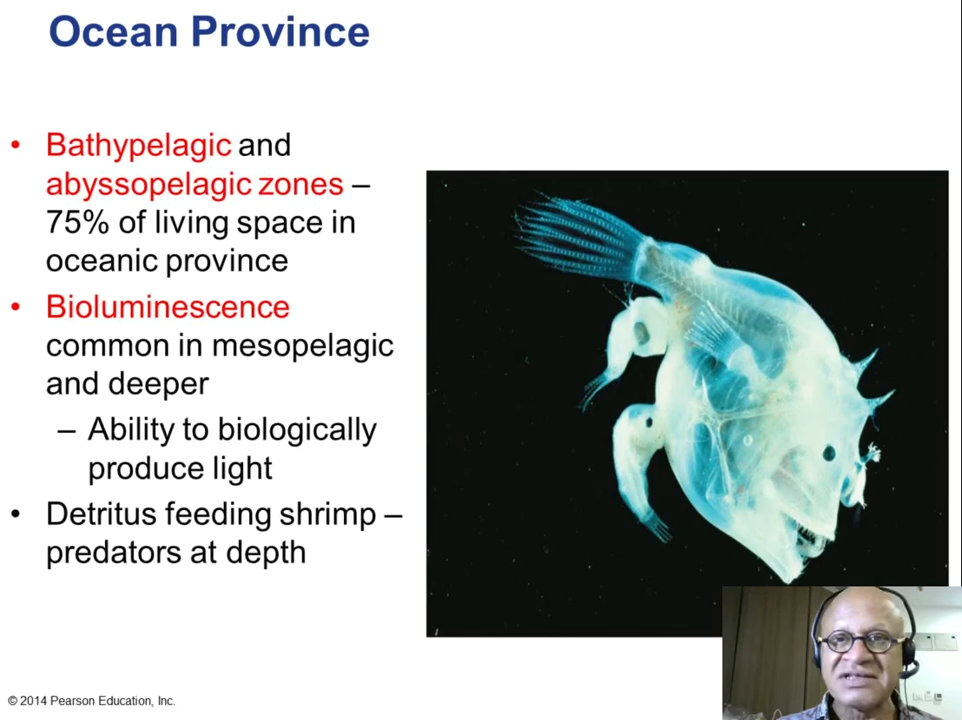 Ocean Province
• Bathypelagic and
abyssopelagic zones –
75% of living space in
oceanic province
• Bioluminescence
common in mesopelagic
and deeper
– Ability to biologically
produce light
• Detritus feeding shrimp –
predators at depth
© 2014 Pearson Education, Inc.